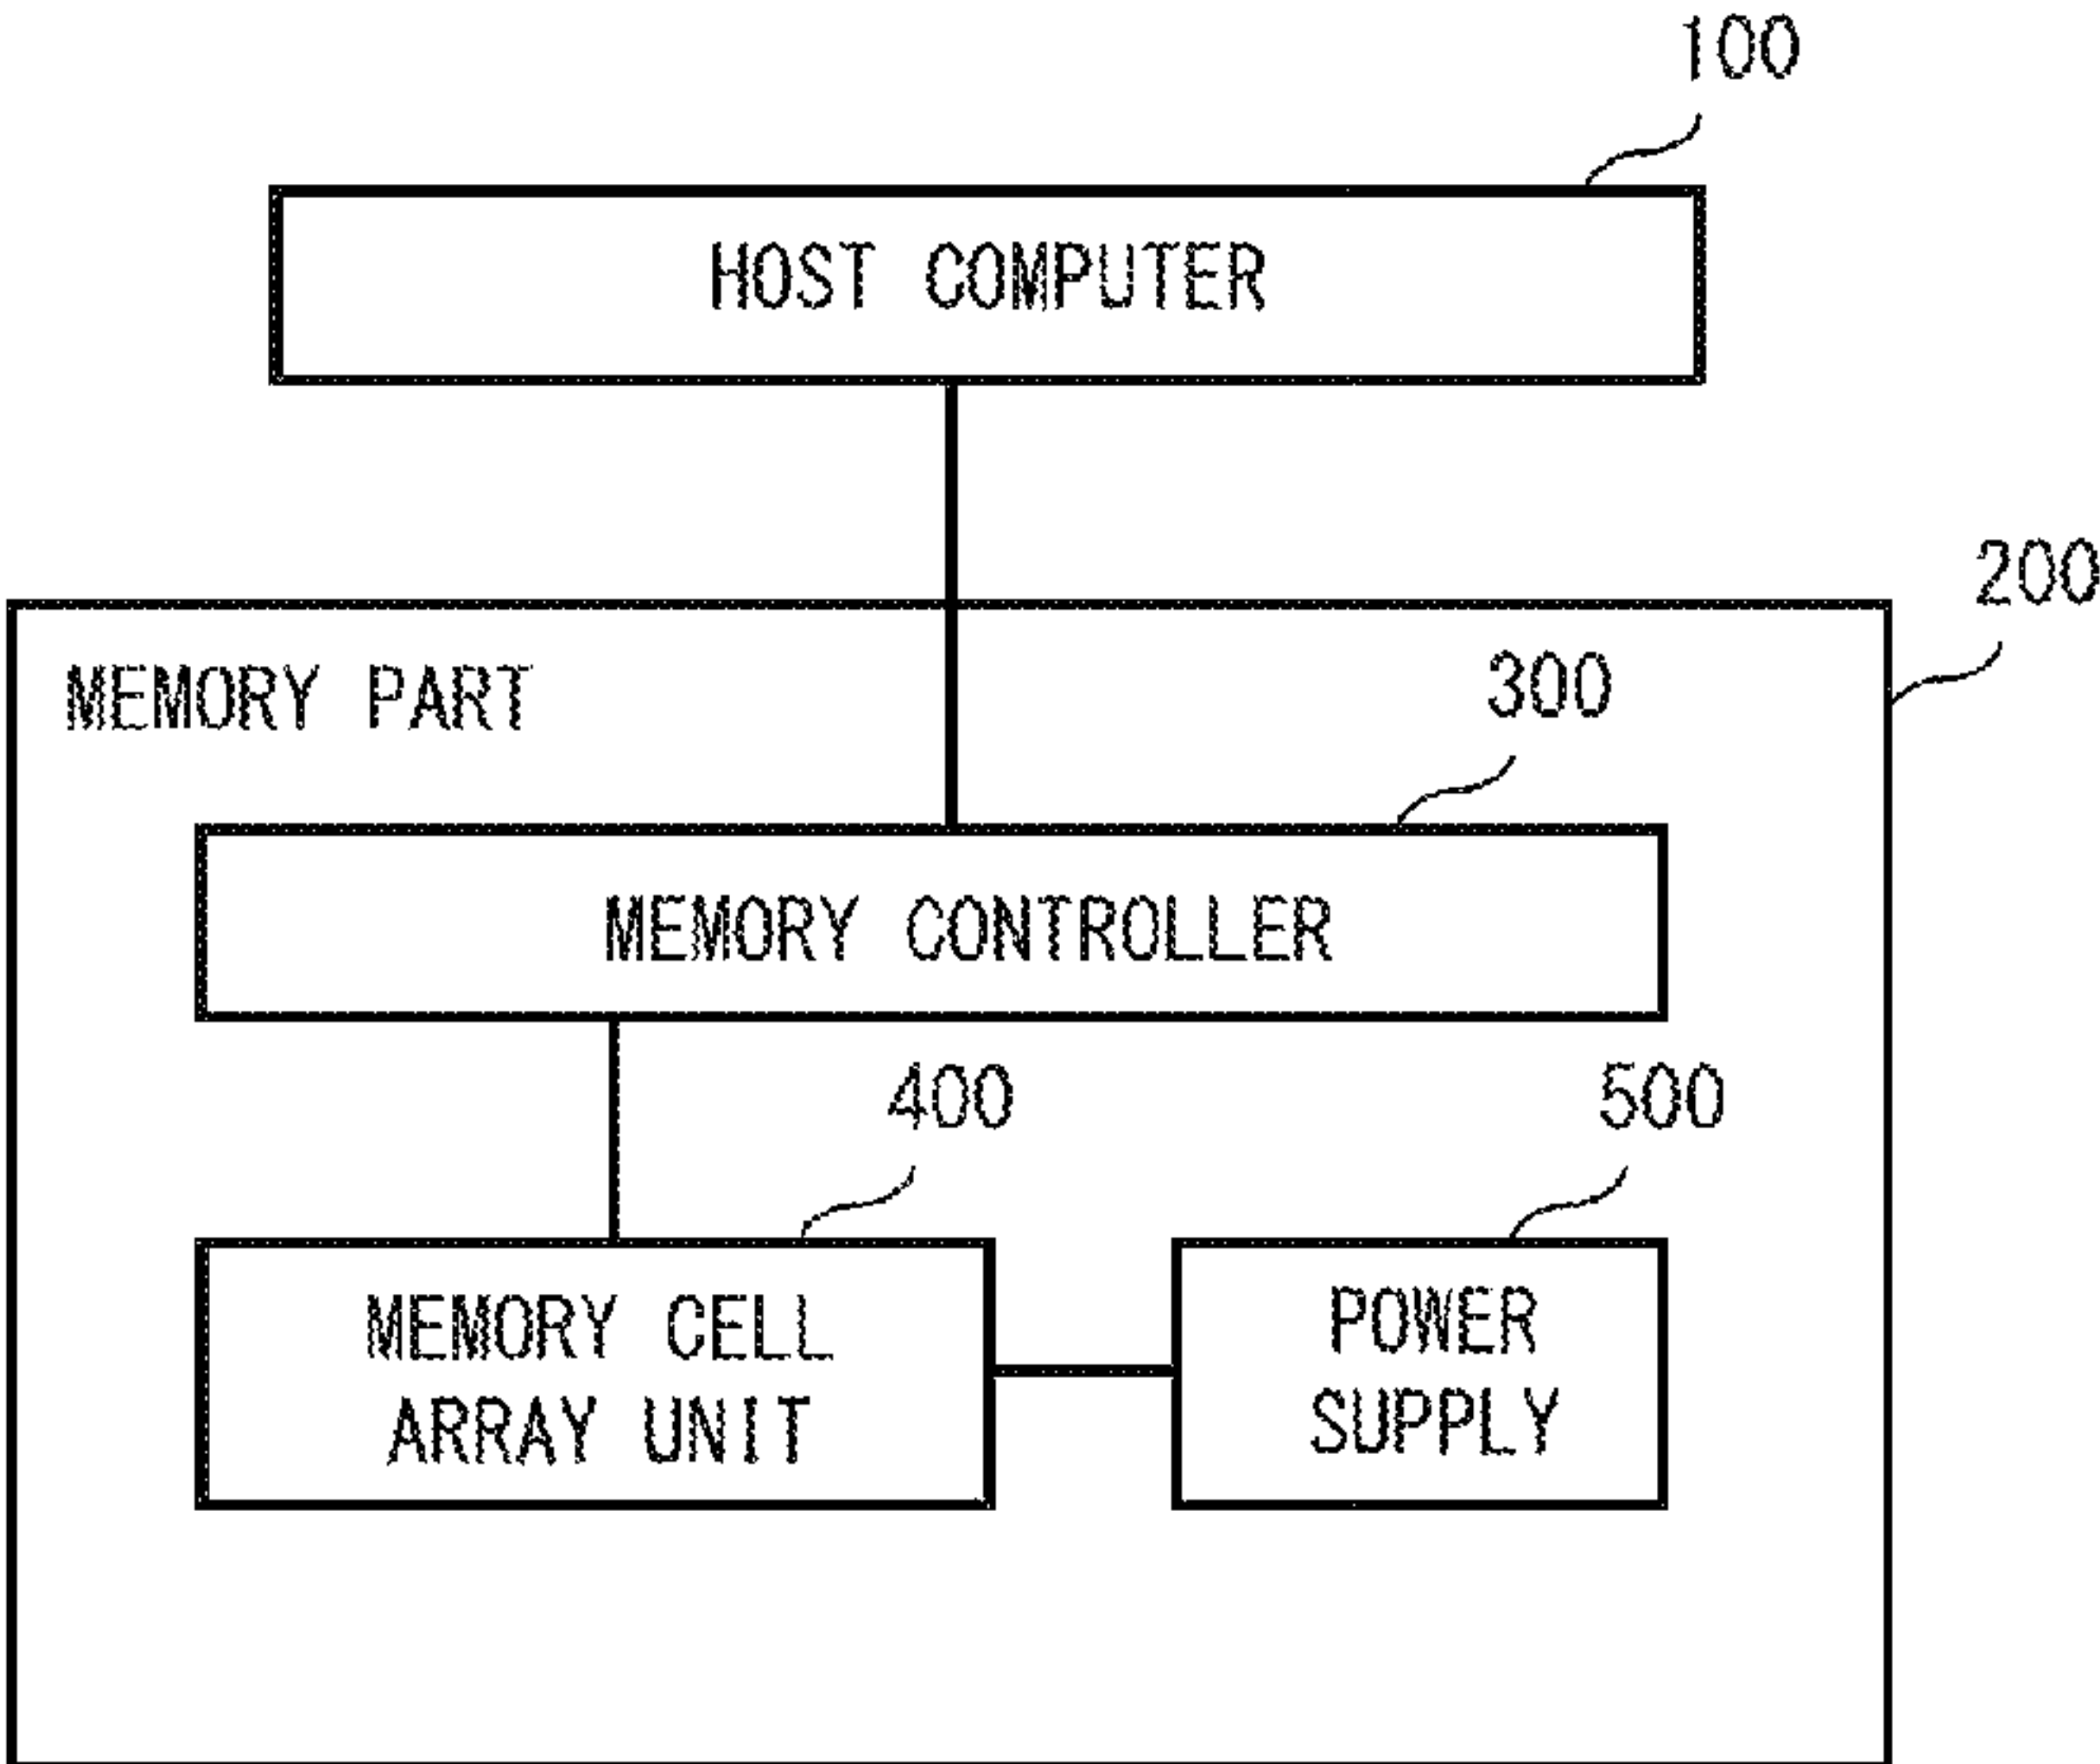 100
HOST COMPUTER
200
MEMORY PART
300
MEMORY CONTROLLER
400
500
MEMORY CELL
ARRAY UNIT
POWER
SUPPLY